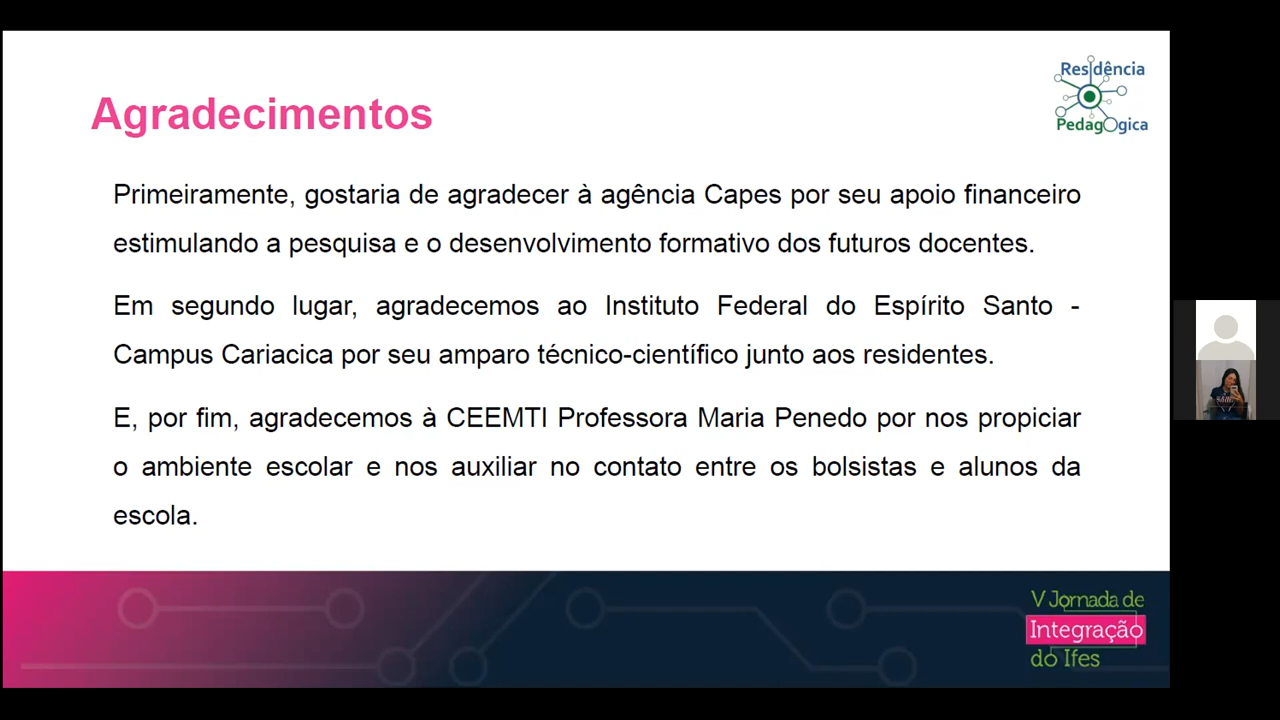 Residência
PedagOgica
Agradecimentos
Primeiramente, gostaria de agradecer à agência Capes por seu apoio financeiro
estimulando a pesquisa e o desenvolvimento formativo dos futuros docentes.
Em segundo lugar, agradecemos ao Instituto Federal do Espírito Santo -
Campus Cariacica por seu amparo técnico-científico junto aos residentes.
E, por fim, agradecemos à CEEMTI Professora Maria Penedo por nos propiciar
o ambiente escolar e nos auxiliar no contato entre os bolsistas e alunos da
escola.
V Jornada de
Integração
do Ifes